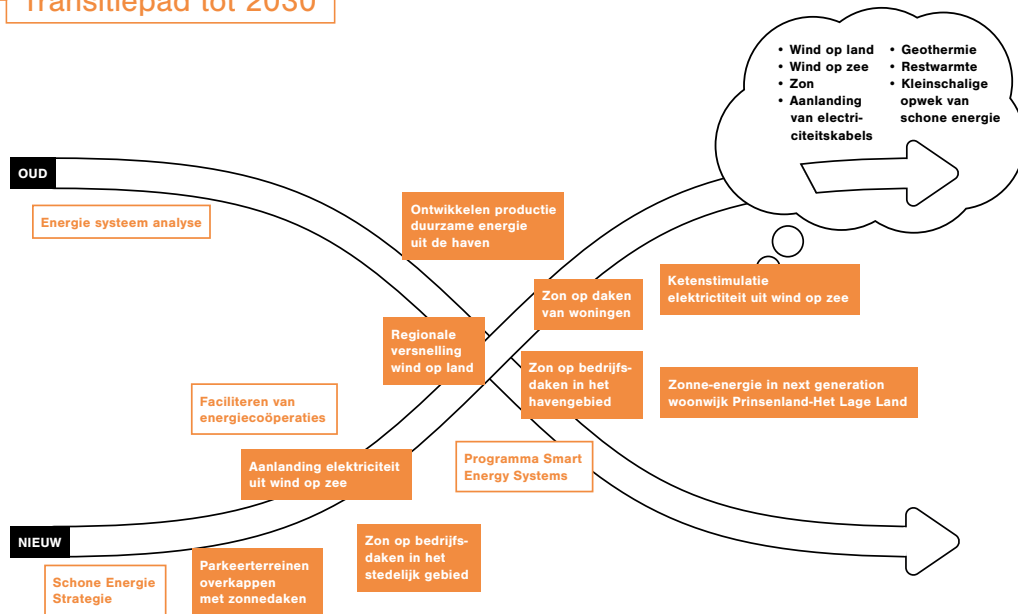 Transitiepad tot 2030
• Wind op land
• Wind op zee
• Zon
• Aanlanding
van electri-
citeitskabels
• Geothermie
• Restwarmte
• Kleinschalige
opwek van
schone energie
OUD
Energie systeem analyse
Ontwikkelen productie
duurzame energie
uit de haven
Zon op daken
van woningen
Ketenstimulatie
elektrictiteit uit wind op zee
Regionale
versnelling
wind op land
Zon op bedrijfs-
daken in het
havengebied
Zonne-energie in next generation
woonwijk Prinsenland-Het Lage Land
Faciliteren van
energiecoöperaties
Aanlanding elektriciteit
uit wind op zee
Programma Smart
Energy Systems
NIEUW
Zon op bedrijfs-
daken in het
stedelijk gebied
Parkeerterreinen
overkappen
met zonnedaken
Schone Energie
Strategie